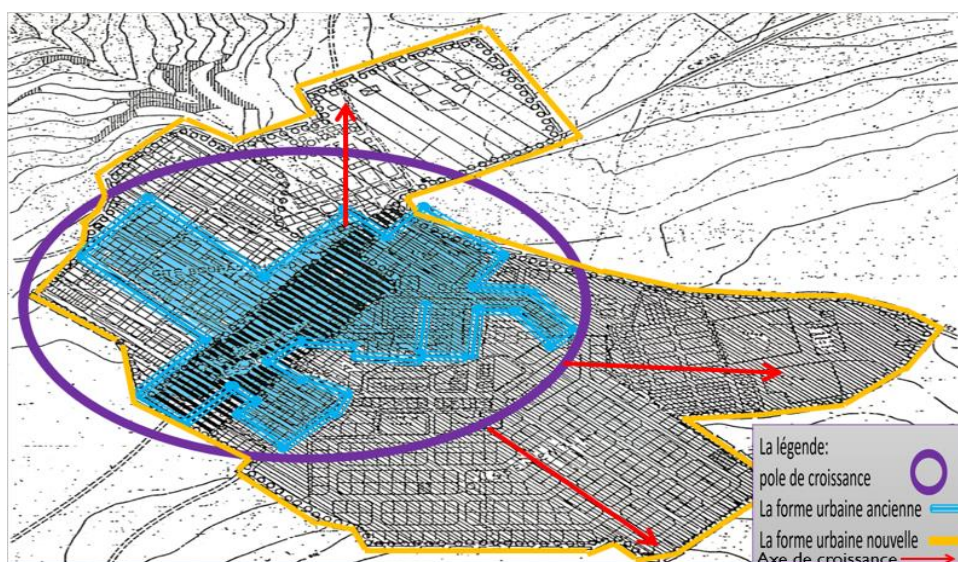 La légende:
pole de croissance
La forme urbaine ancienne
La forme urbaine nouvelle
Axe de croissance